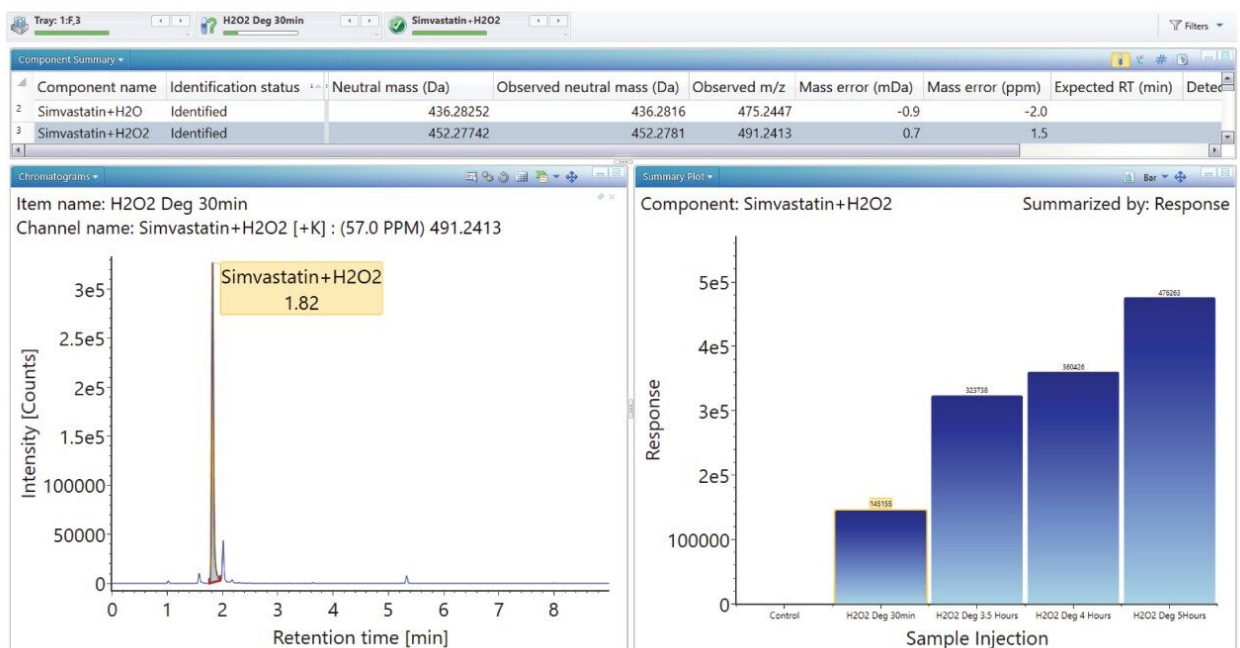 Tray: 1:F,3
H2O2 Deg 30min
Simvastatin+H2O2
Filters
Component Summary
Component name Identification status Neutral mass (Da) Observed neutral mass (Da) Observed m/z Mass error (mDa) Mass error (ppm) Expected RT (min) Detec
2 Simvastatin+H2O Identified 436.28252 436.2816 475.2447 -0.9 -2.0
3 Simvastatin+H2O2 Identified 452.27742 452.2781 491.2413 0.7 1.5
Chromatograms
Item name: H2O2 Deg 30min
Channel name: Simvastatin+H2O2 [+K] : (57.0 PPM) 491.2413
Simvastatin+H2O2
1.82
3e5
2.5e5
2e5
1.5e5
100000
50000
0
Intensity [Counts]
0 1 2 3 4 5 6 7 8
Retention time [min]
Summary Plot
Bar
Component: Simvastatin+H2O2 Summarized by: Response
5e5
4e5
3e5
2e5
100000
0
Response
145155
323738
360426
476263
Control H2O2 Deg 30min H2O2 Deg 3.5 Hours H2O2 Deg 4 Hours H2O2 Deg 5Hours
Sample Injection